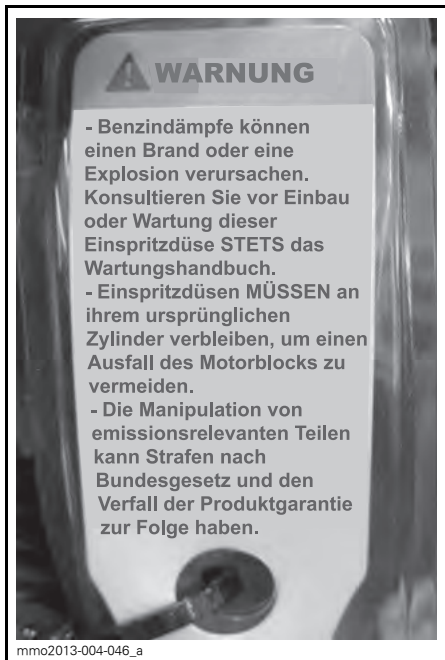 WARNUNG
- Benzindämpfe können
einen Brand oder eine
Explosion verursachen.
Konsultieren Sie vor Einbau
oder Wartung dieser
Einspritzdüse STETS das
Wartungshandbuch.
- Einspritzdüsen MÜSSEN an
ihrem ursprünglichen
Zylinder verbleiben, um einen
Ausfall des Motorblocks zu
vermeiden.
- Die Manipulation von
emissionsrelevanten Teilen
kann Strafen nach
Bundesgesetz und den
Verfall der Produktgarantie
zur Folge haben.
mmo2013-004-046_a